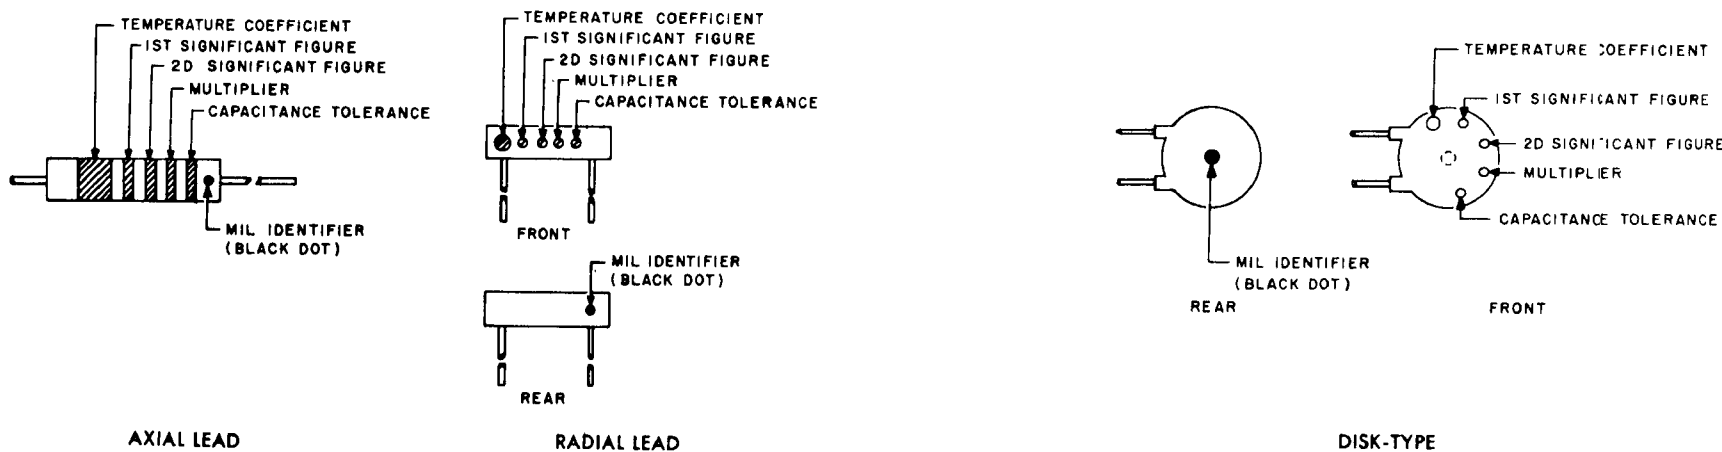 TEMPERATURE COEFFICIENT
1ST SIGNIFICANT FIGURE
2D SIGNIFICANT FIGURE
MULTIPLIER
CAPACITANCE TOLERANCE
MIL IDENTIFIER
(BLACK DOT)
AXIAL LEAD
TEMPERATURE COEFFICIENT
1ST SIGNIFICANT FIGURE
2D SIGNIFICANT FIGURE
MULTIPLIER
CAPACITANCE TOLERANCE
FRONT
MIL IDENTIFIER
(BLACK DOT)
REAR
RADIAL LEAD
MIL IDENTIFIER
(BLACK DOT)
REAR
TEMPERATURE COEFFICIENT
1ST SIGNIFICANT FIGURE
2D SIGNIFICANT FIGURE
MULTIPLIER
CAPACITANCE TOLERANCE
FRONT
DISK-TYPE